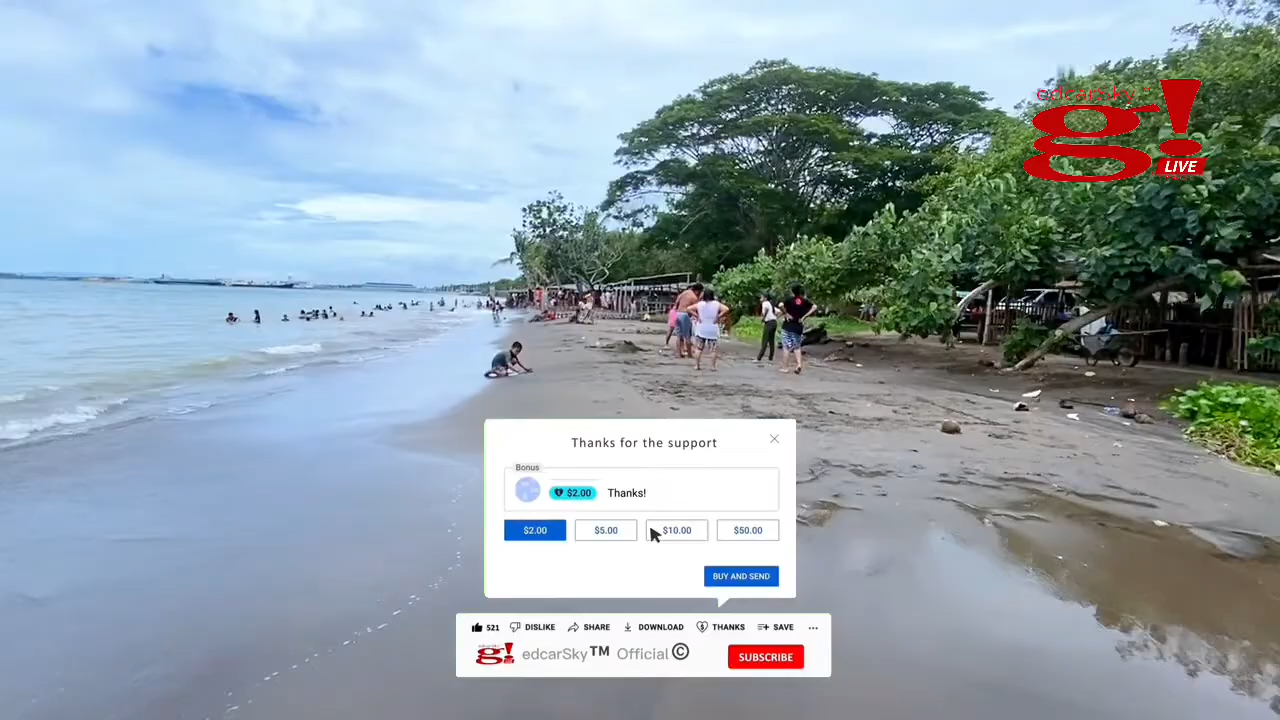 edcarSky™
g!
LIVE
Thanks for the support
Bonus
$2.00 Thanks!
$2.00 $5.00 $10.00 $50.00
BUY AND SEND
521 DISLIKE SHARE DOWNLOAD THANKS SAVE
g! edcarSky™ Official©
SUBSCRIBE